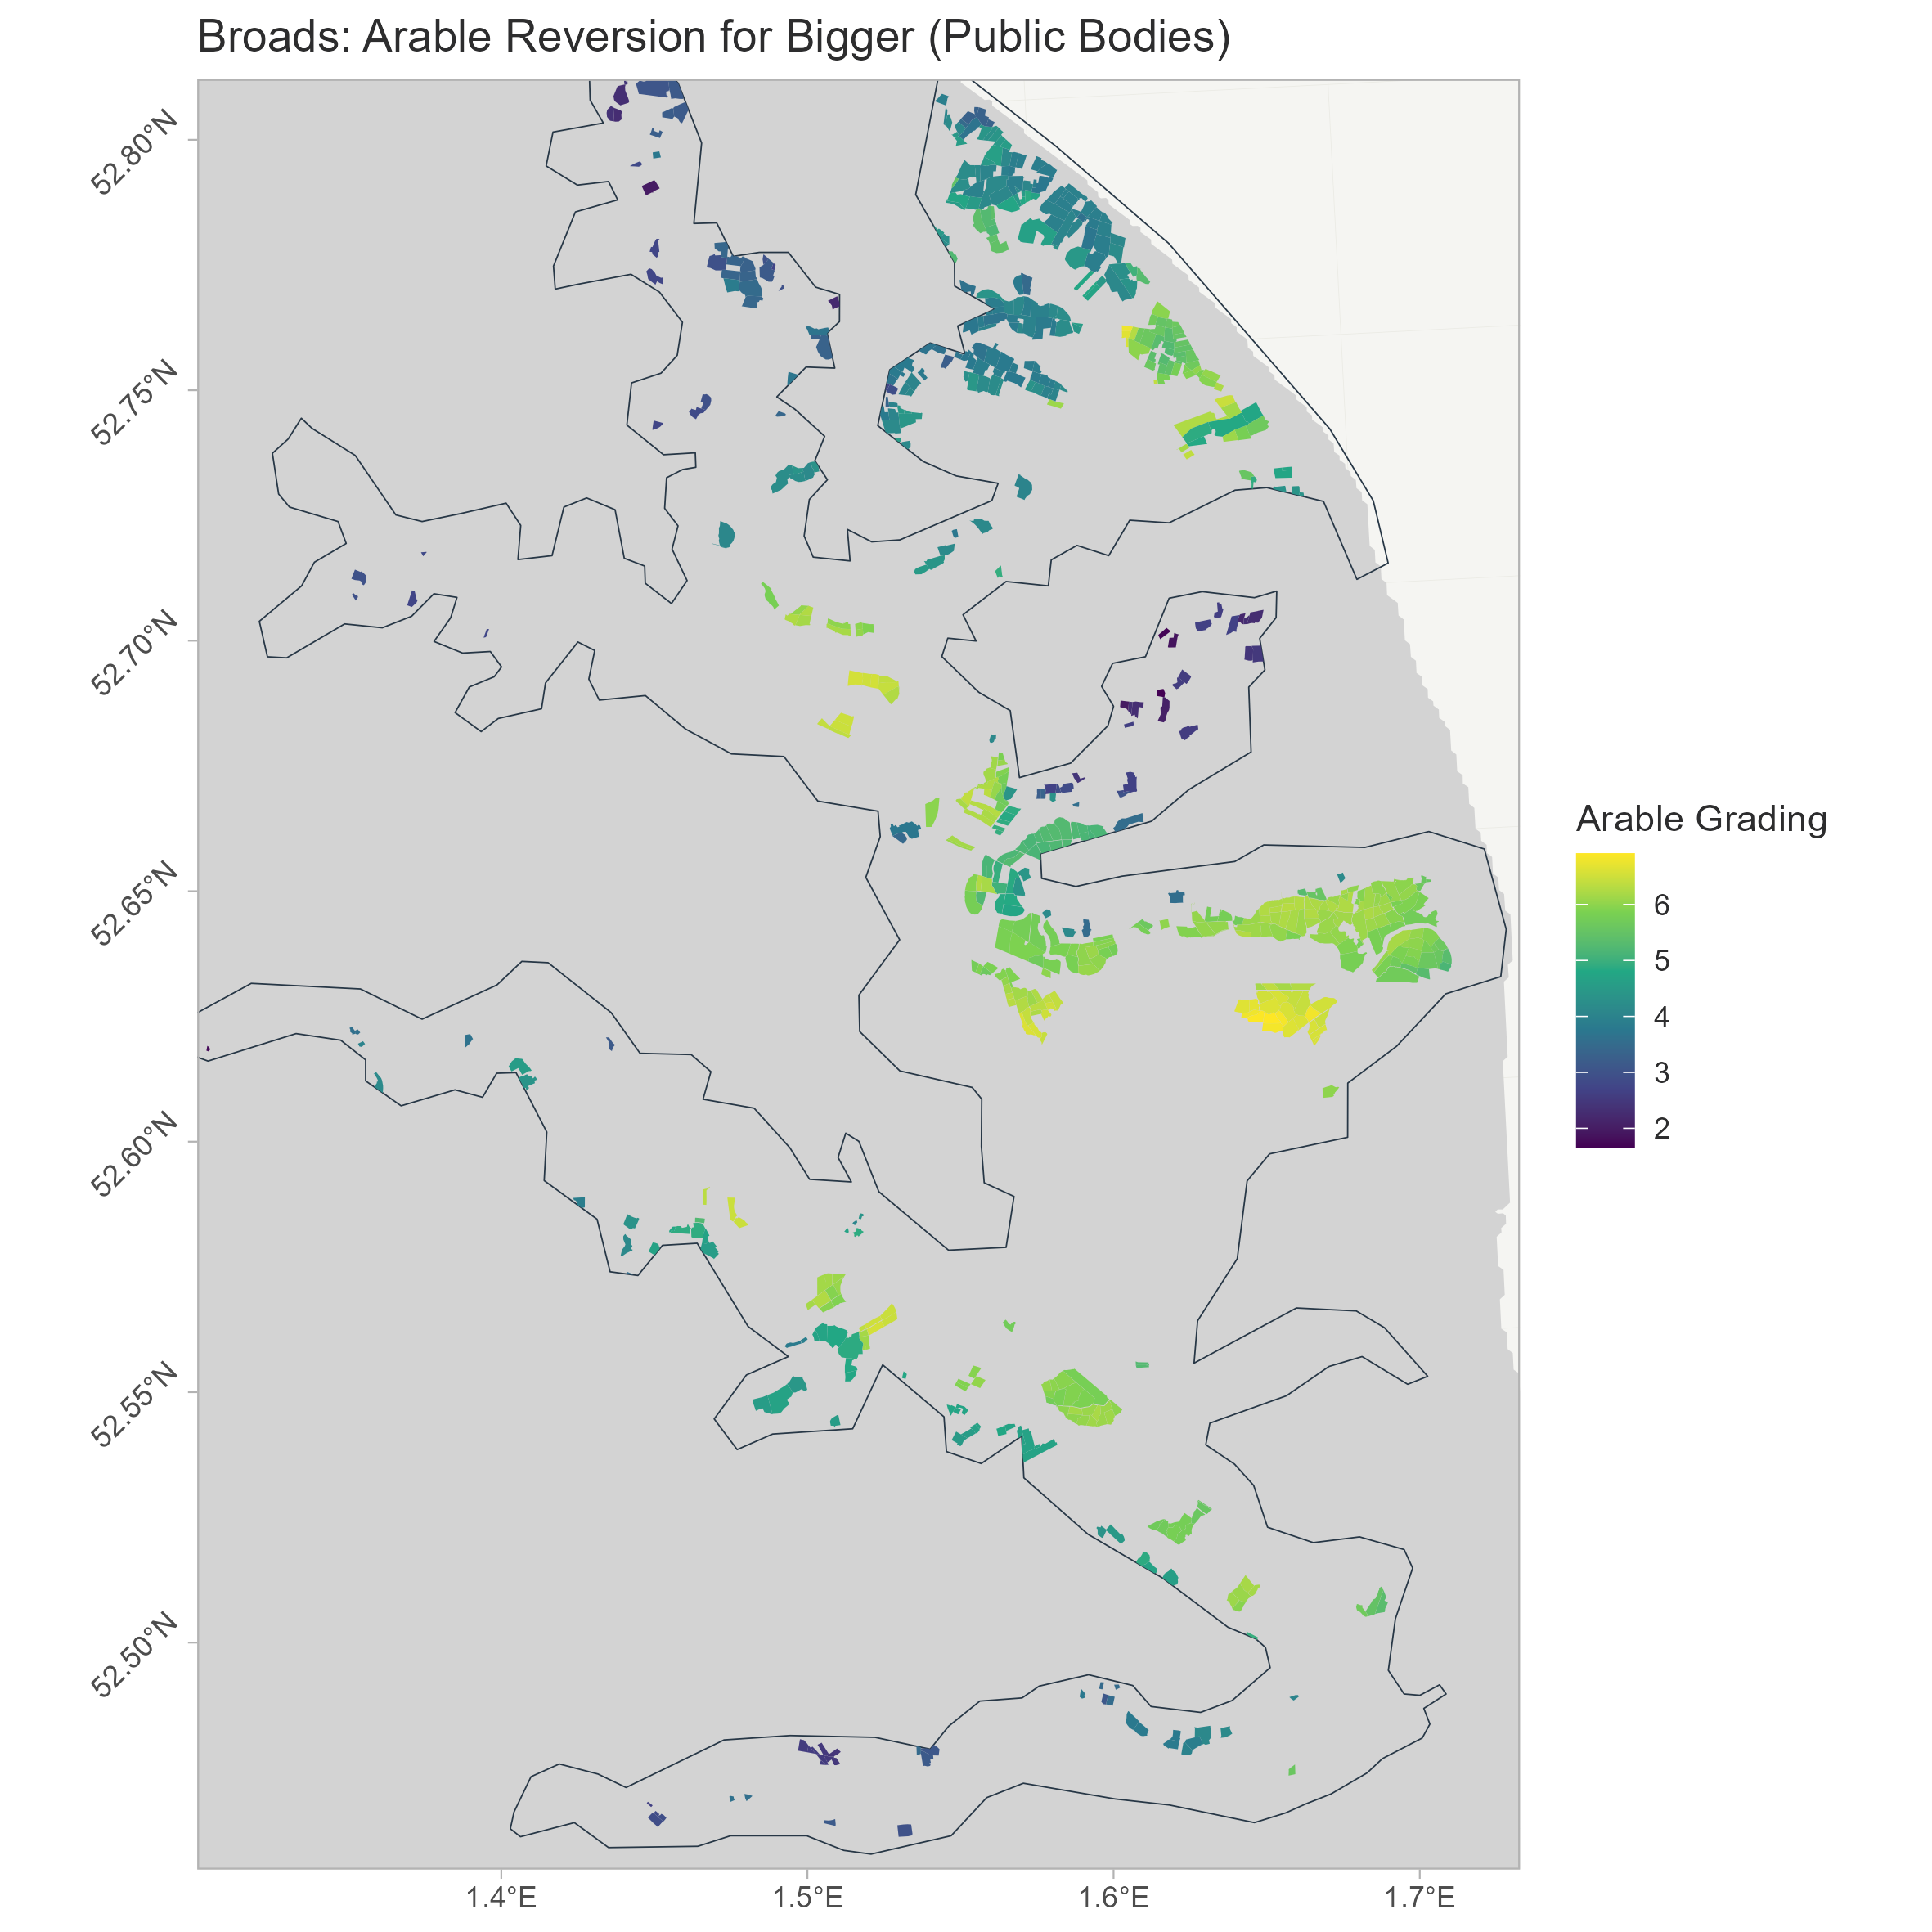 Broads: Arable Reversion for Bigger (Public Bodies)
52.80°N
52.75°N
52.70°N
52.65°N
52.60°N
52.55°N
52.50°N
1.4°E
1.5°E
1.6°E
1.7°E
Arable Grading
6
5
4
3
2